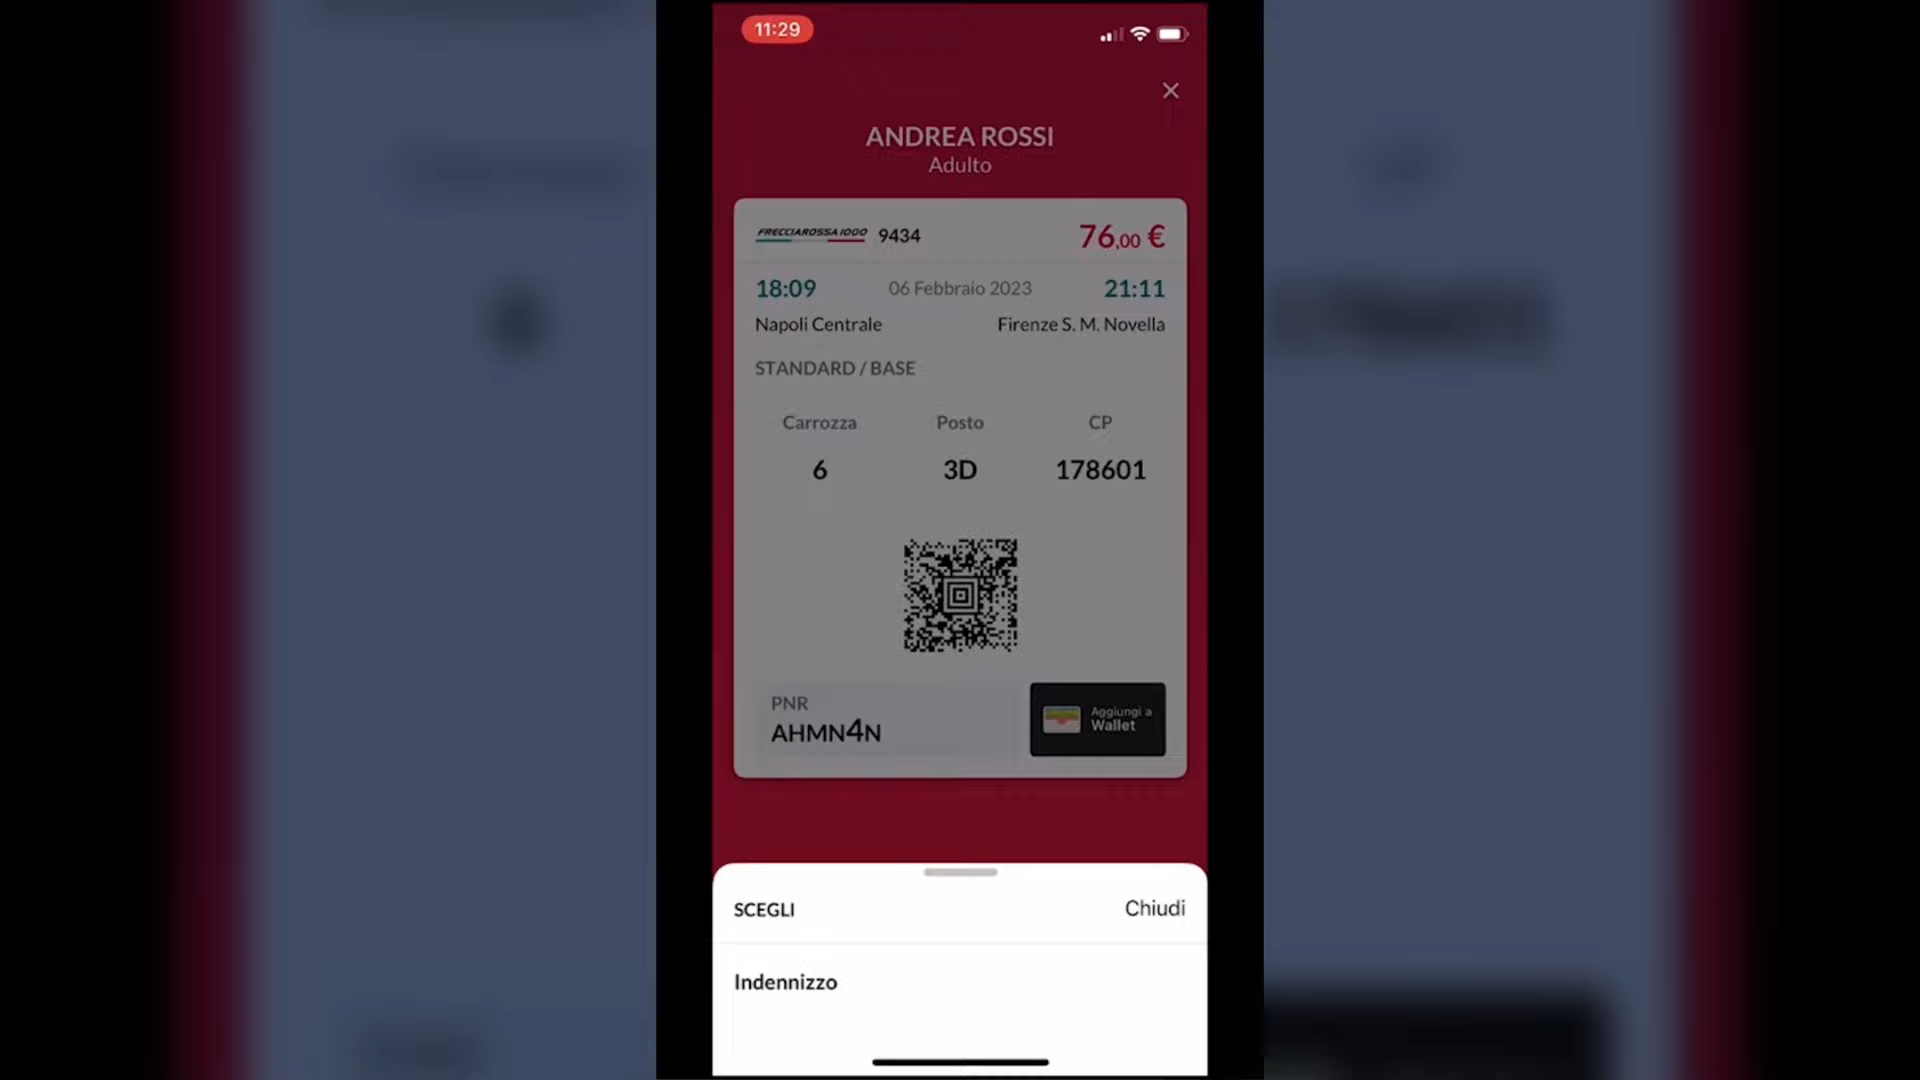 11:29
ANDREA ROSSI
Adulto
FRECCIAROSSA 1000 9434 76,00 €
18:09 06 Febbraio 2023 21:11
Napoli Centrale Firenze S. M. Novella
STANDARD / BASE
Carrozza Posto CP
6 3D 178601
PNR
AHMN4N
Aggiungi a
Wallet
SCEGLI Chiudi
Indennizzo